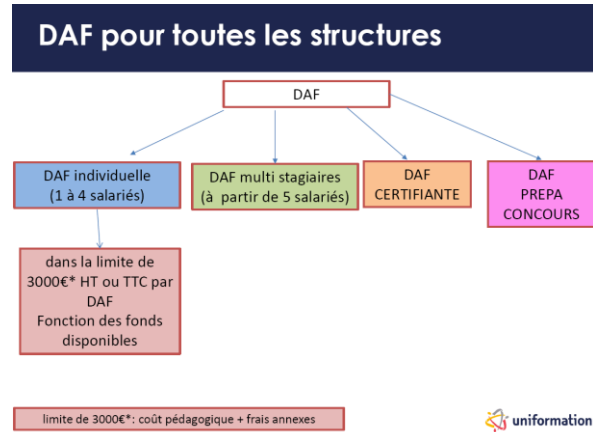 DAF pour toutes les structures
DAF
DAF individuelle
(1 à 4 salariés)
DAF multi stagiaires
(à partir de 5 salariés)
DAF
CERTIFIANTE
DAF
PREPA
CONCOURS
dans la limite de
3000€* HT ou TTC par
DAF
Fonction des fonds
disponibles
limite de 3000€*: coût pédagogique + frais annexes
uniformation